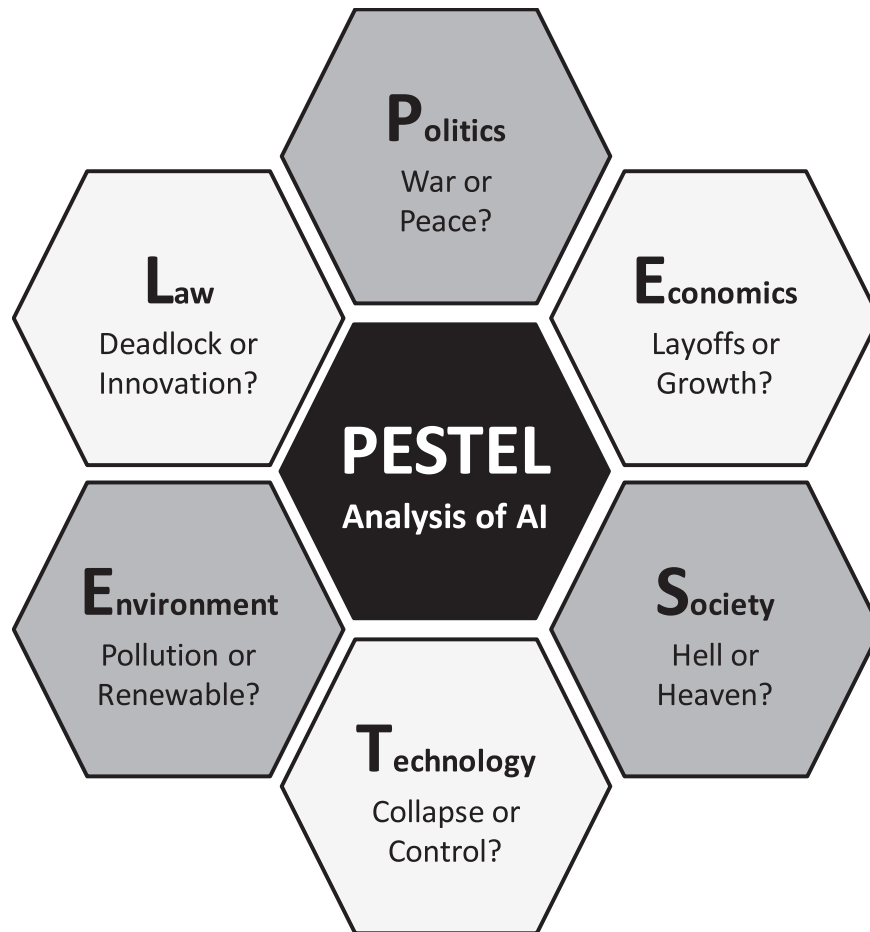 Politics
War or
Peace?
Economics
Layoffs or
Growth?
Society
Hell or
Heaven?
Technology
Collapse or
Control?
Environment
Pollution or
Renewable?
Law
Deadlock or
Innovation?
PESTEL
Analysis of AI